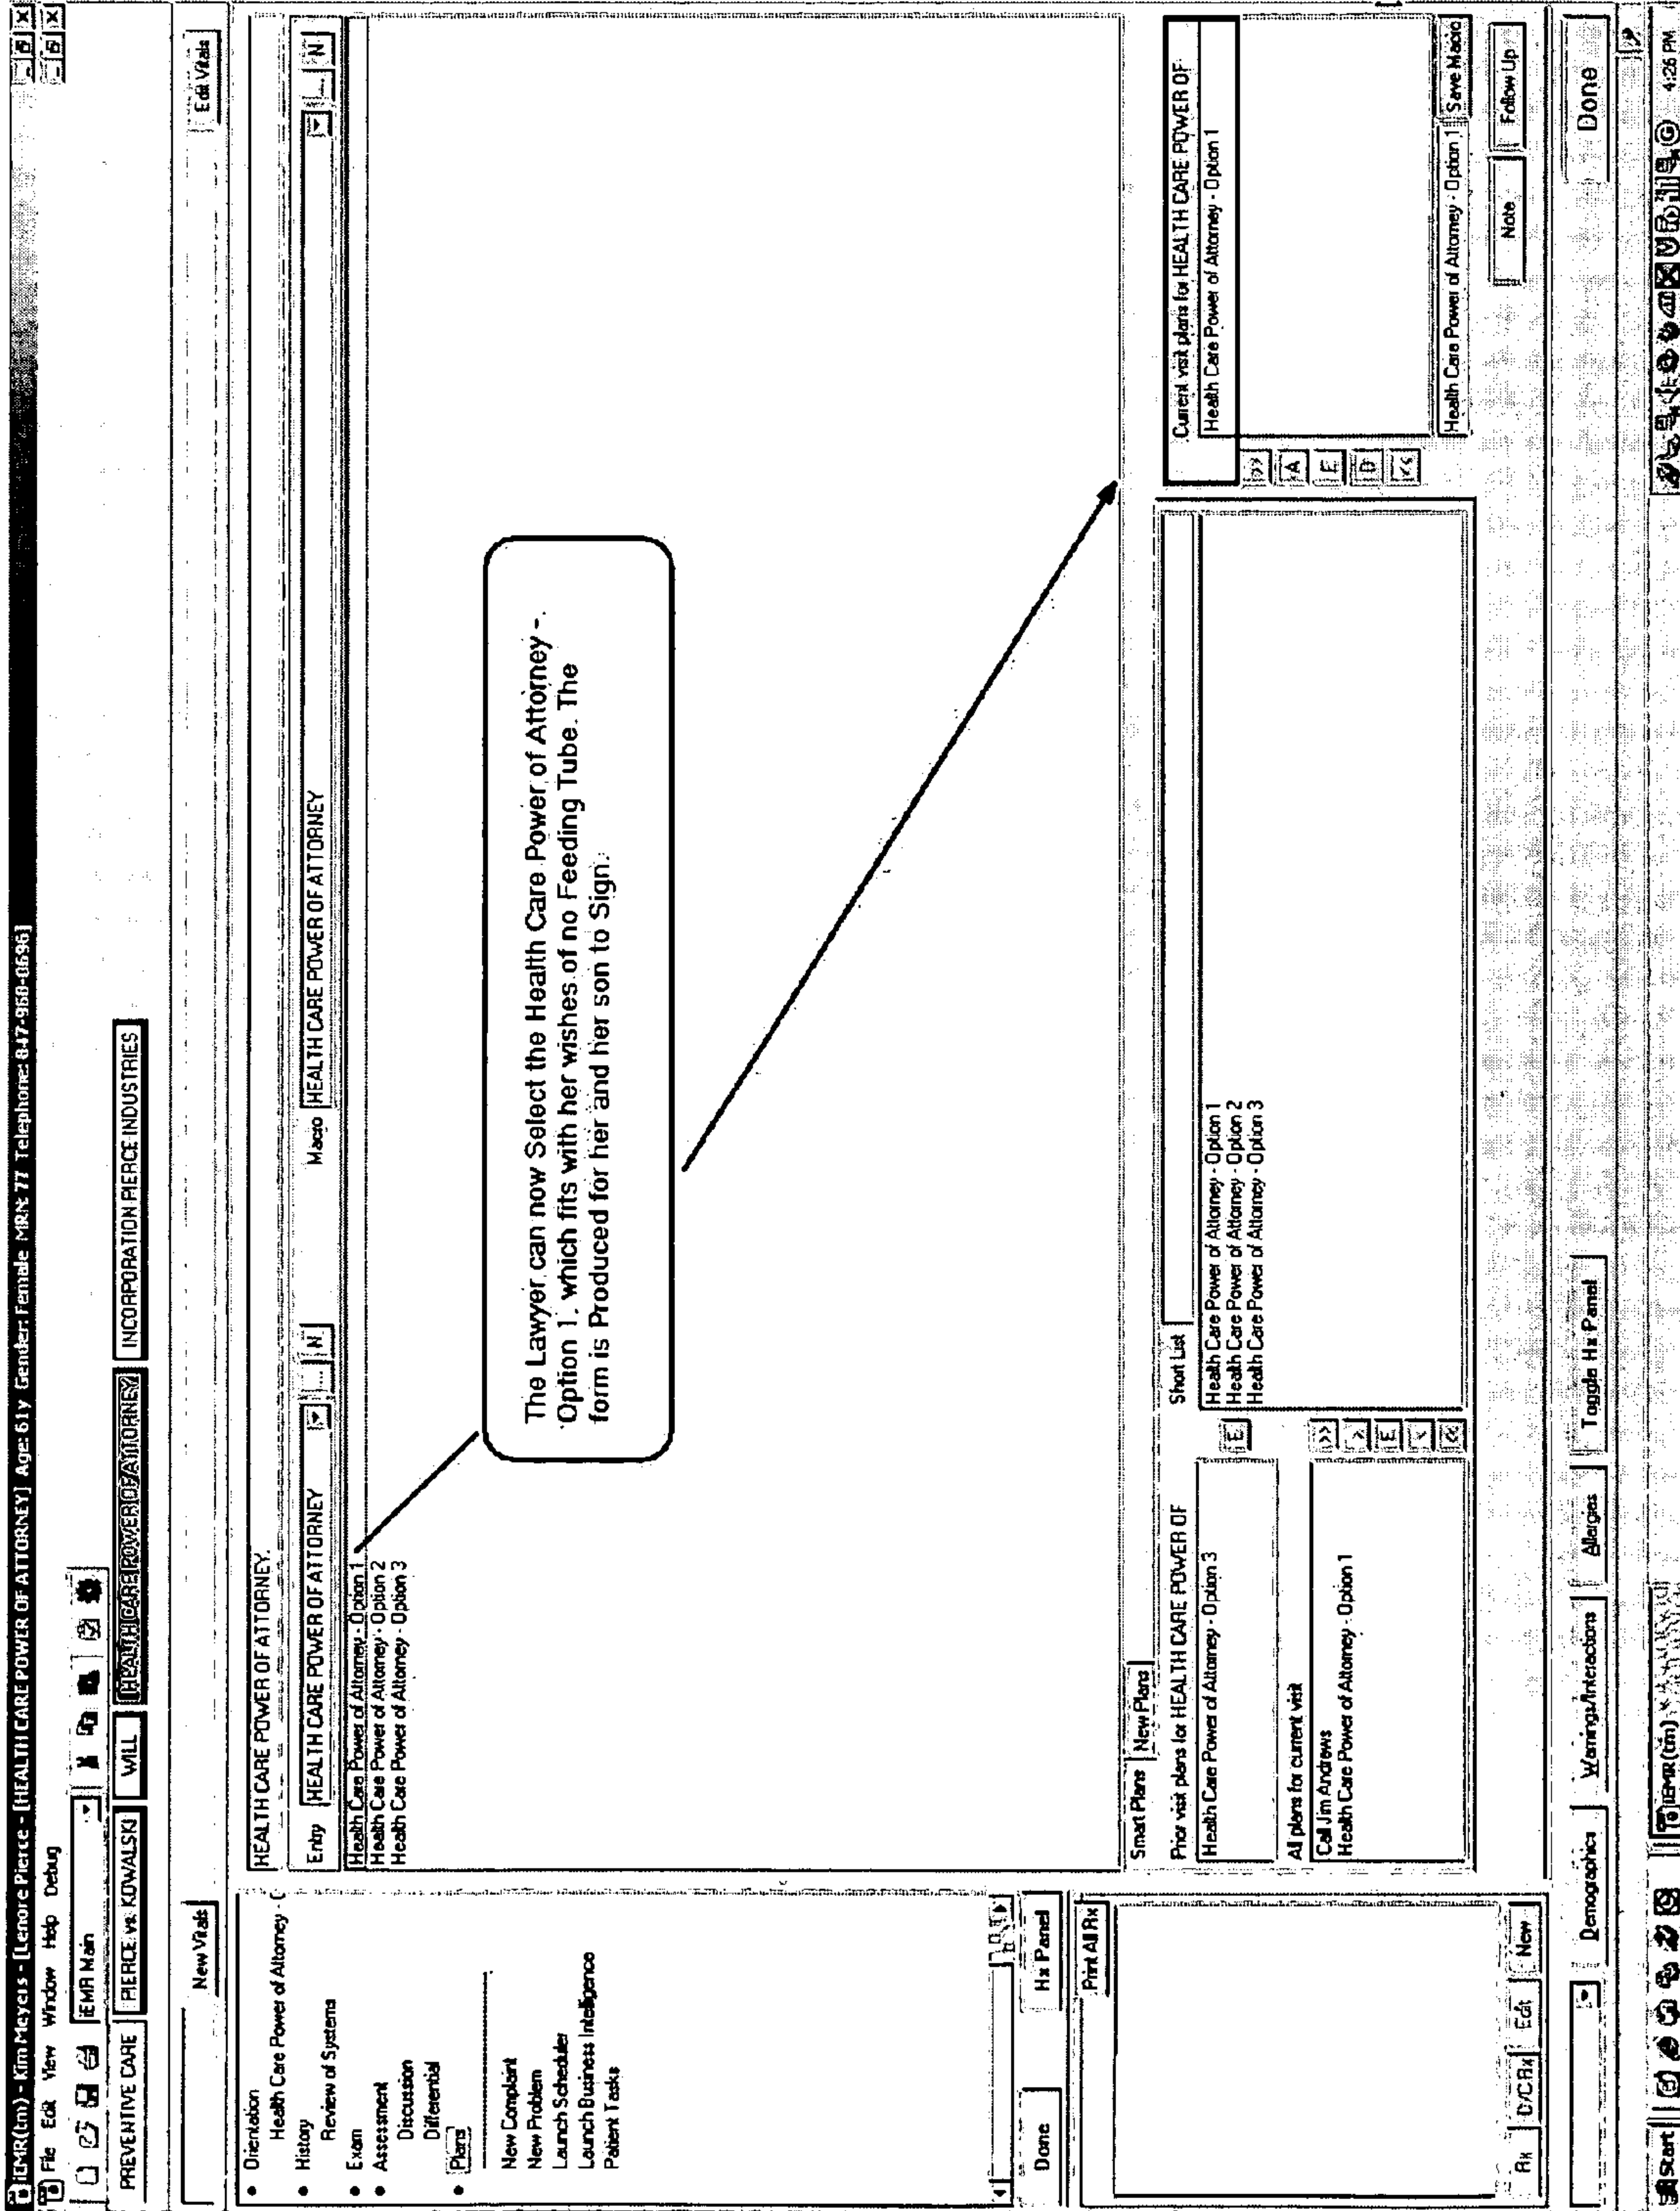 iEMR(tm) - Kim Meyers - [Lenore Pierce - [HEALTH CARE POWER OF ATTORNEY] Age: 61y Gender: Female MRN: 77 Telephone: 847-968-0696]
File Edit View Window Help Debug
iEMR Main
PREVENTIVE CARE PIERCE vs. KOWALSKI WILL HEALTH CARE POWER OF ATTORNEY INCORPORATION PIERCE INDUSTRIES
New Vitals Edit Vitals
Orientation
Health Care Power of Attorney - O
History
Review of Systems
Exam
Assessment
Discussion
Differential
Plans
New Complaint
New Problem
Launch Scheduler
Launch Business Intelligence
Patient Tasks
Done Hx Panel
Print All Rx
Rx D/C Rx Edit New
HEALTH CARE POWER OF ATTORNEY.
Entry HEALTH CARE POWER OF ATTORNEY ... N Macro HEALTH CARE POWER OF ATTORNEY ... N
Health Care Power of Attorney - Option 1
Health Care Power of Attorney - Option 2
Health Care Power of Attorney - Option 3
The Lawyer can now Select the Health Care Power of Attorney -
Option 1. which fits with her wishes of no Feeding Tube. The
form is Produced for her and her son to Sign.
Smart Plans New Plans
Prior visit plans for HEALTH CARE POWER OF
Health Care Power of Attorney - Option 3
E
All plans for current visit
Call Jim Andrews
Health Care Power of Attorney - Option 1
>>
>
E
<
<<
Short List
Health Care Power of Attorney - Option 1
Health Care Power of Attorney - Option 2
Health Care Power of Attorney - Option 3
>>
A
E
D
<<
Current visit plans for HEALTH CARE POWER OF
Health Care Power of Attorney - Option 1
Health Care Power of Attorney - Option 1 Save Macro
Note Follow Up
Demographics Warnings/Interactions Allergies Toggle Hx Panel Done
Start iEMR(tm) 4:26 PM